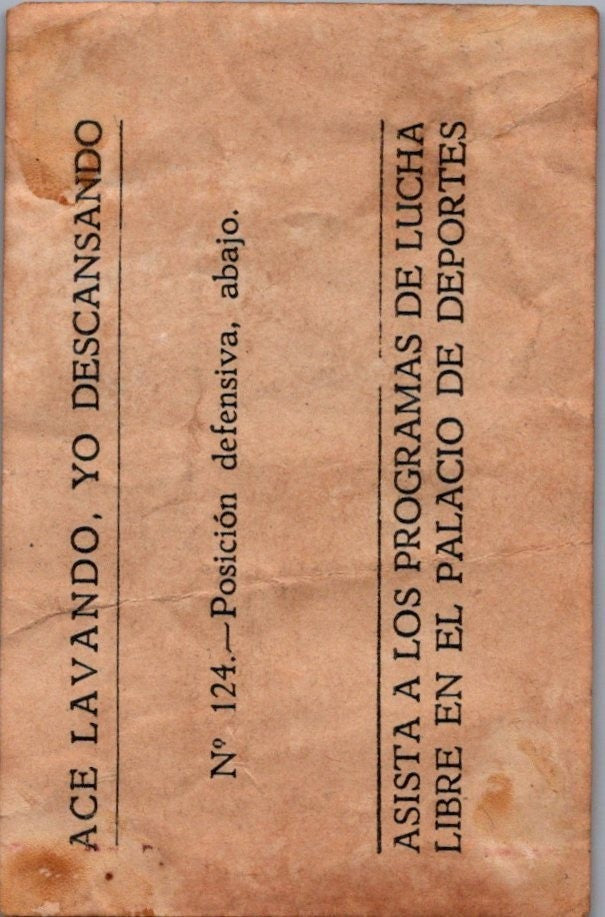 ACE LAVANDO, YO DESCANSANDO
Nº 124.—Posición defensiva, abajo.
ASISTA A LOS PROGRAMAS DE LUCHA
LIBRE EN EL PALACIO DE DEPORTES